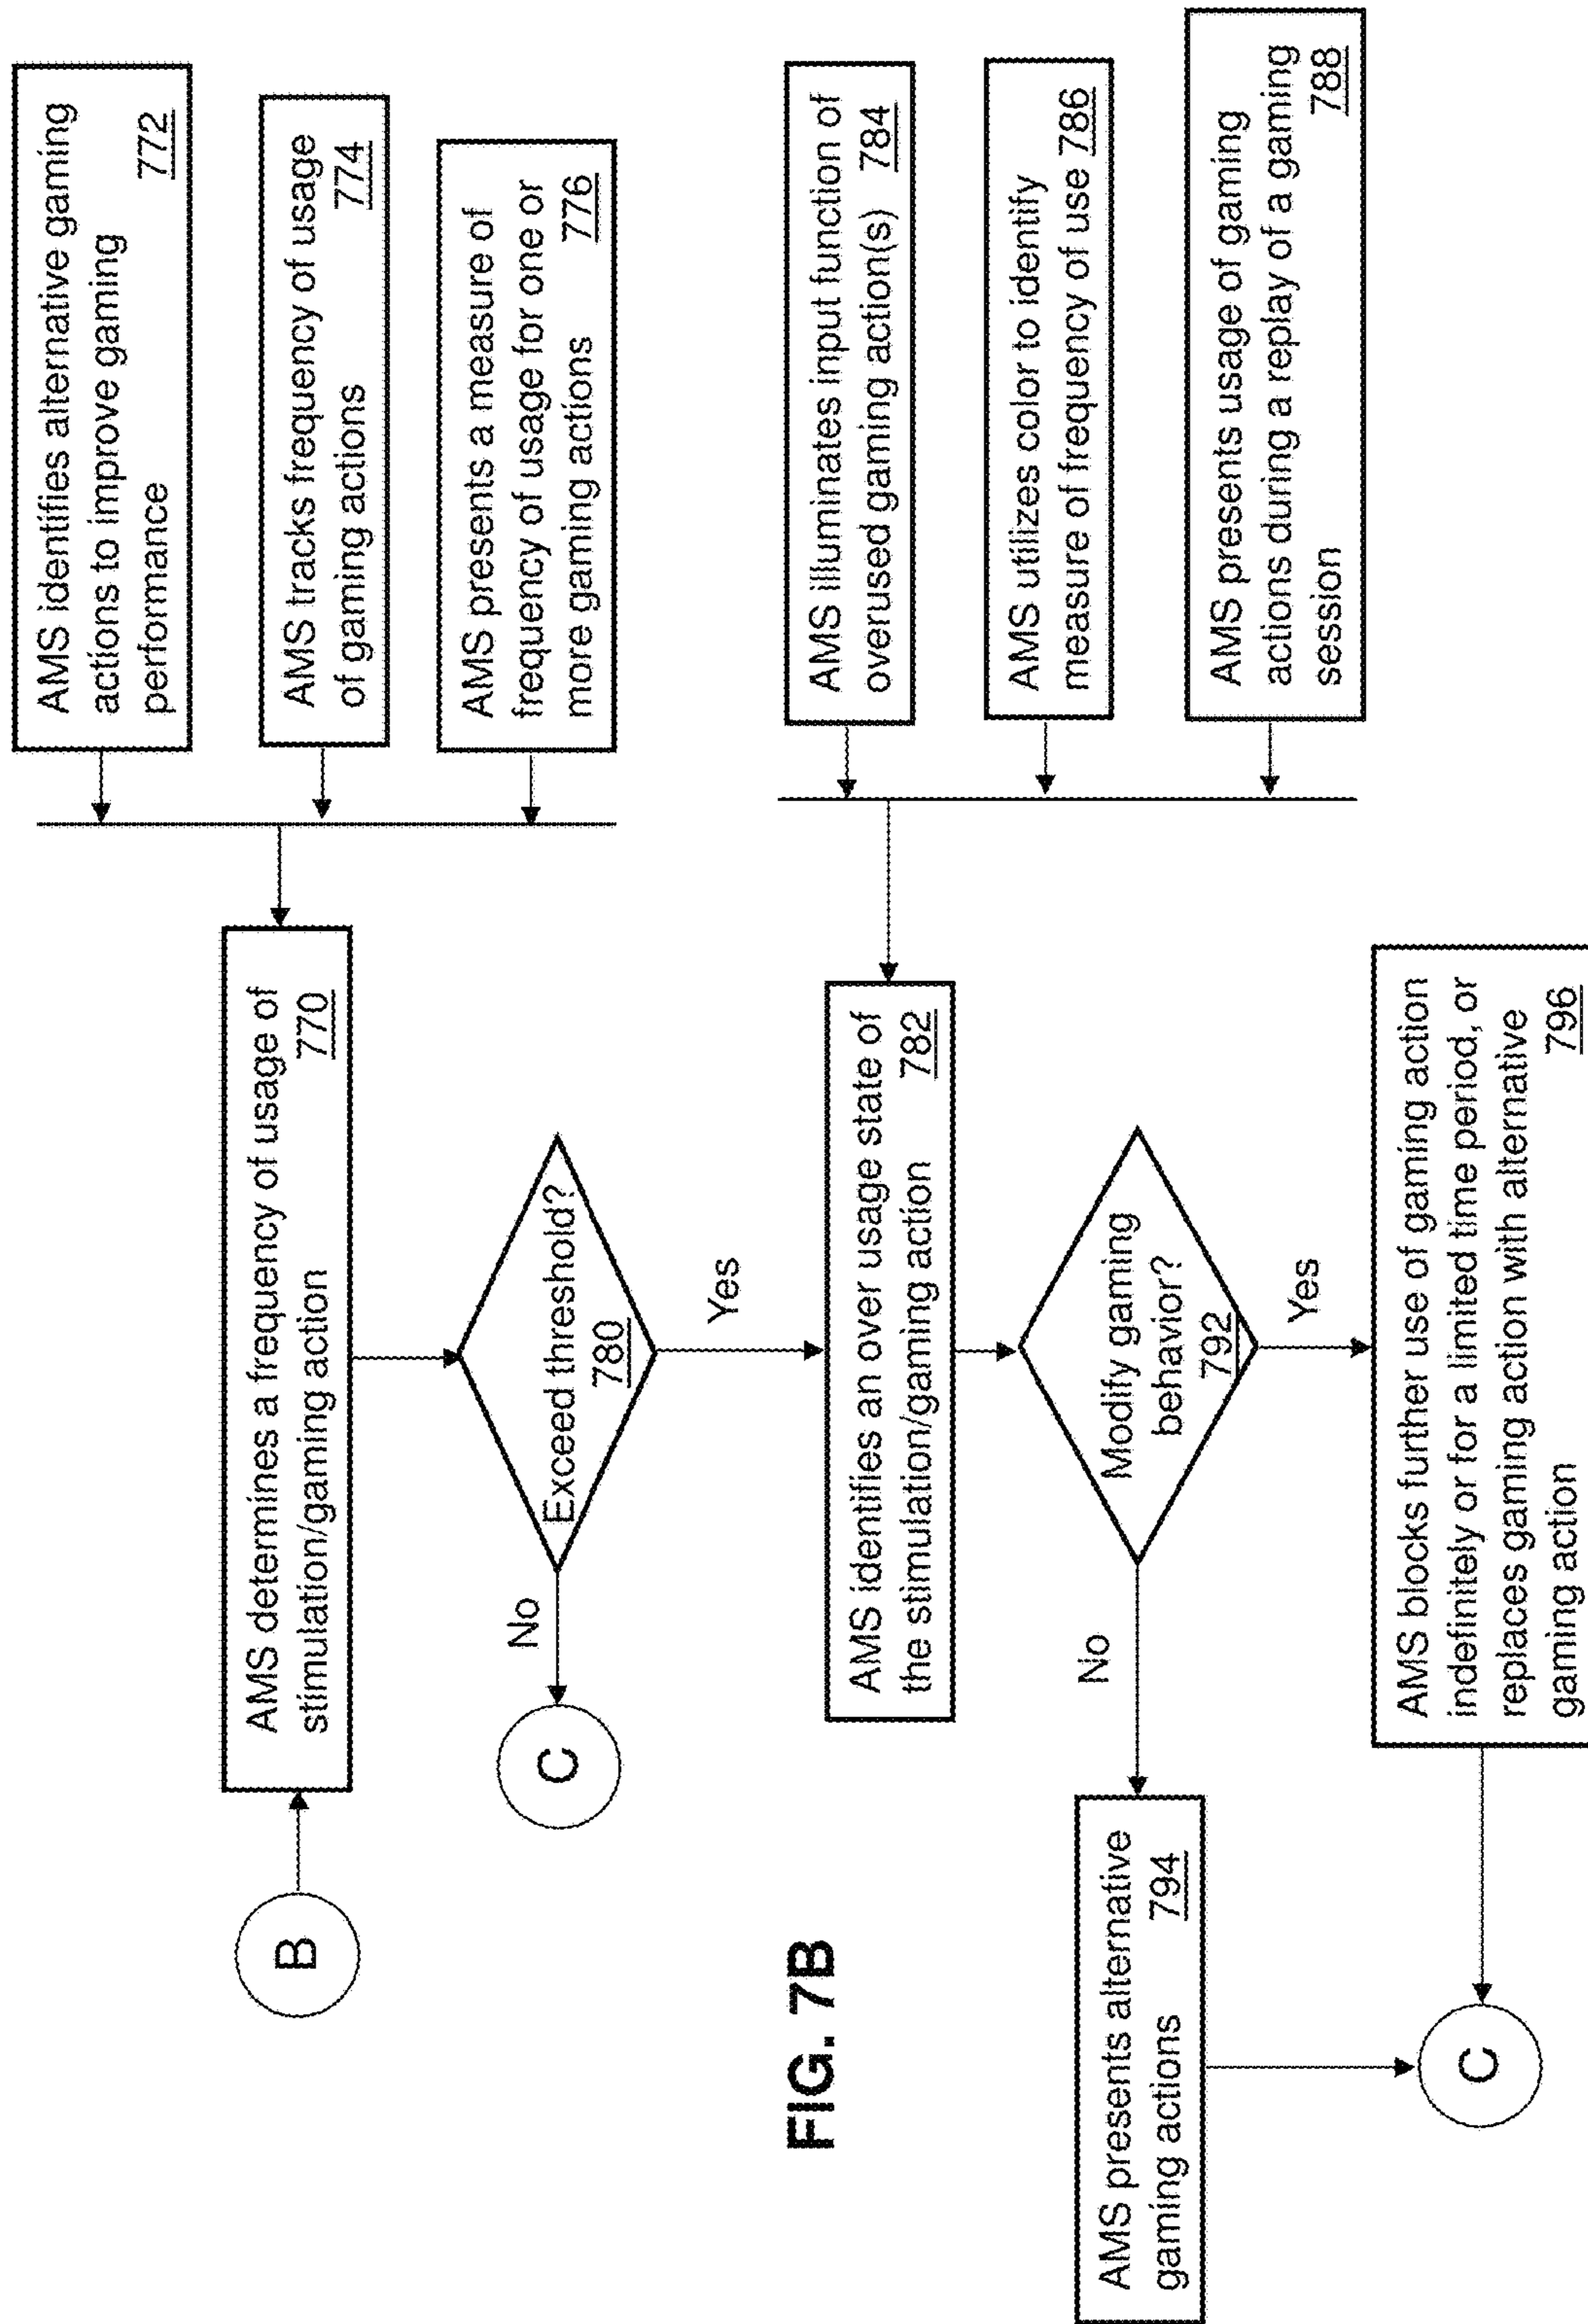 B
AMS determines a frequency of usage of
stimulation/gaming action 770
AMS identifies alternative gaming
actions to improve gaming
performance 772
AMS tracks frequency of usage
of gaming actions 774
AMS presents a measure of
frequency of usage for one or
more gaming actions 776
Exceed threshold?
780
No
C
Yes
AMS identifies an over usage state of
the stimulation/gaming action 782
AMS illuminates input function of
overused gaming action(s) 784
AMS utilizes color to identify
measure of frequency of use 786
AMS presents usage of gaming
actions during a replay of a gaming
session 788
FIG. 7B
Modify gaming
behavior?
792
No
AMS presents alternative
gaming actions 794
Yes
AMS blocks further use of gaming action
indefinitely or for a limited time period, or
replaces gaming action with alternative
gaming action 796
C